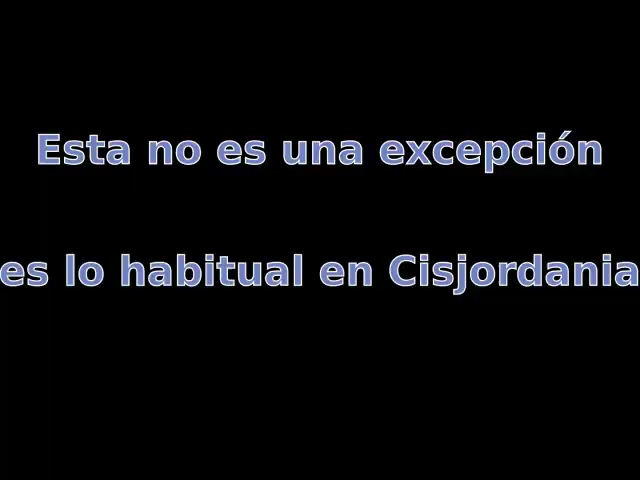 Esta no es una excepción
es lo habitual en Cisjordania